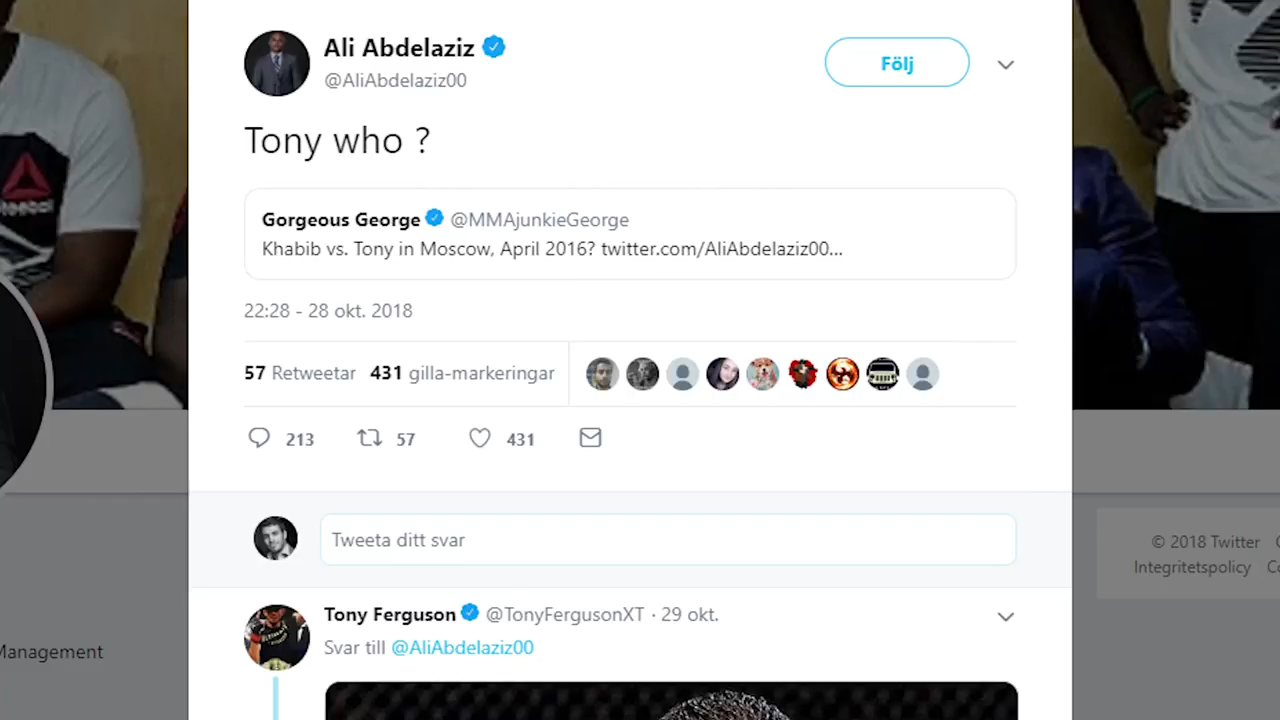 Ali Abdelaziz
@AliAbdelaziz00
Följ
Tony who ?
Gorgeous George @MMAjunkieGeorge
Khabib vs. Tony in Moscow, April 2016? twitter.com/AliAbdelaziz00...
22:28 - 28 okt. 2018
57 Retweetar 431 gilla-markeringar
213 57 431
Tweeta ditt svar
© 2018 Twitter
Integritetspolicy
Tony Ferguson @TonyFergusonXT · 29 okt.
Svar till @AliAbdelaziz00
Management